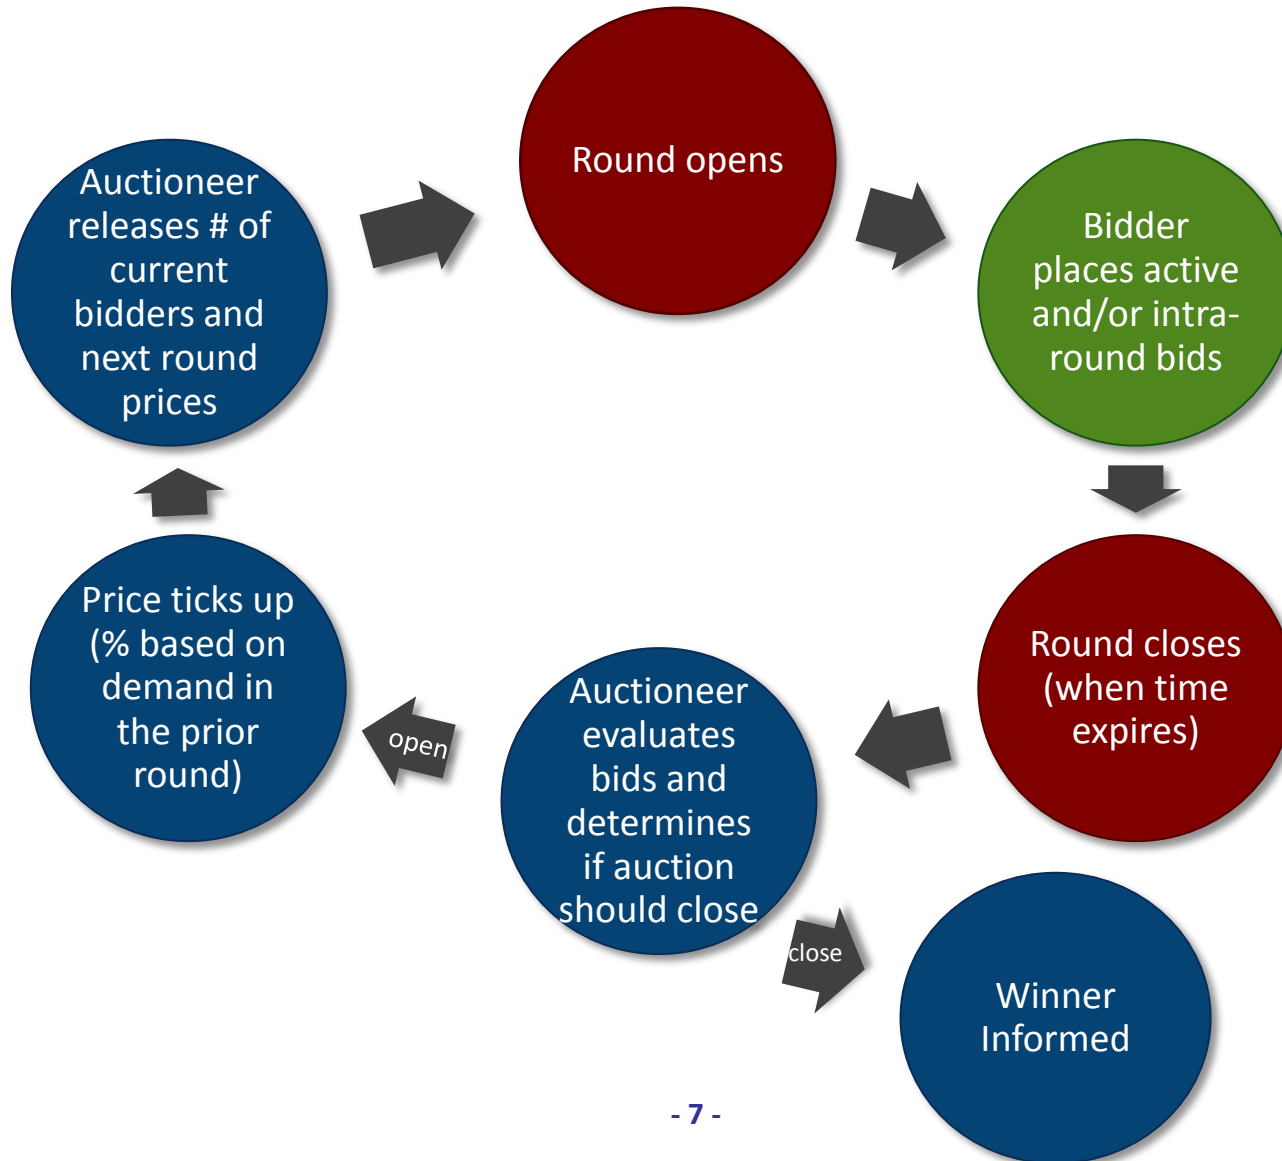 Round opens
Bidder
places active
and/or intra-
round bids
Round closes
(when time
expires)
Auctioneer
evaluates
bids and
determines
if auction
should close
close
Winner
Informed
open
Price ticks up
(% based on
demand in
the prior
round)
Auctioneer
releases # of
current
bidders and
next round
prices
- 7 -